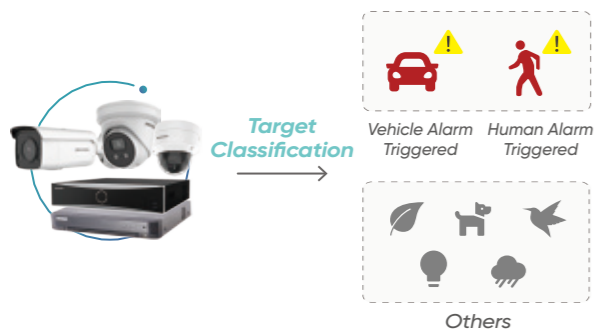 Target
Classification
Vehicle Alarm
Triggered
Human Alarm
Triggered
Others